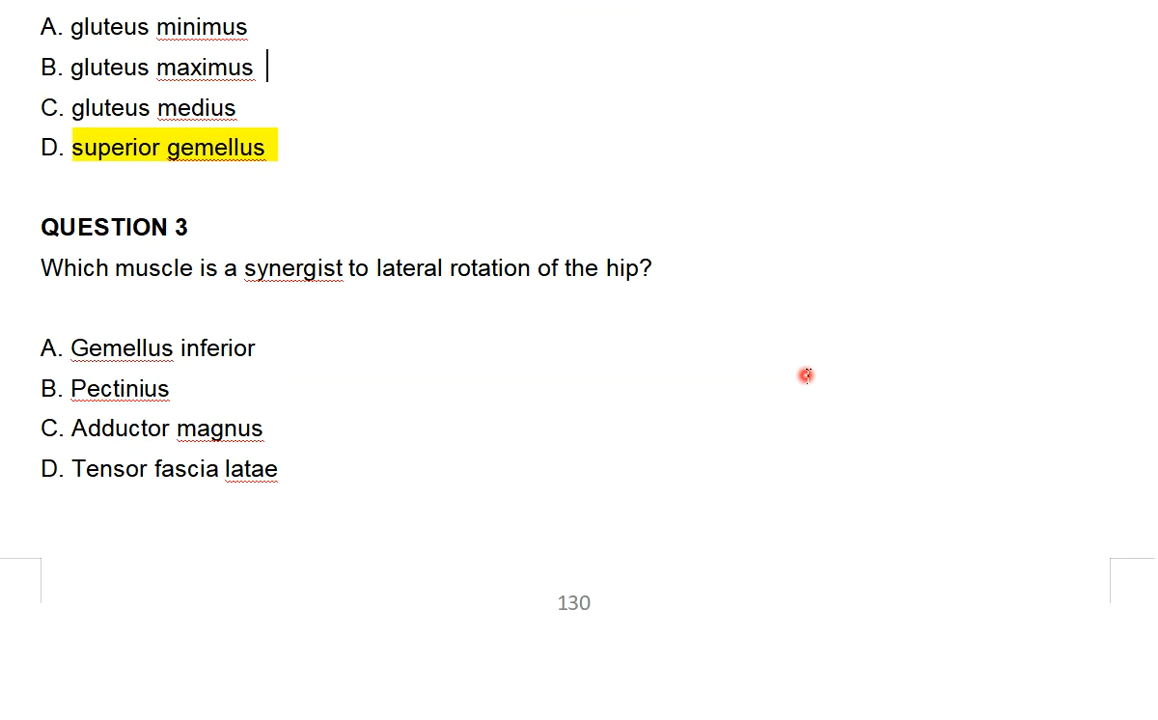 A. gluteus minimus
B. gluteus maximus
C. gluteus medius
D. superior gemellus
QUESTION 3
Which muscle is a synergist to lateral rotation of the hip?
A. Gemellus inferior
B. Pectinius
C. Adductor magnus
D. Tensor fascia latae
130